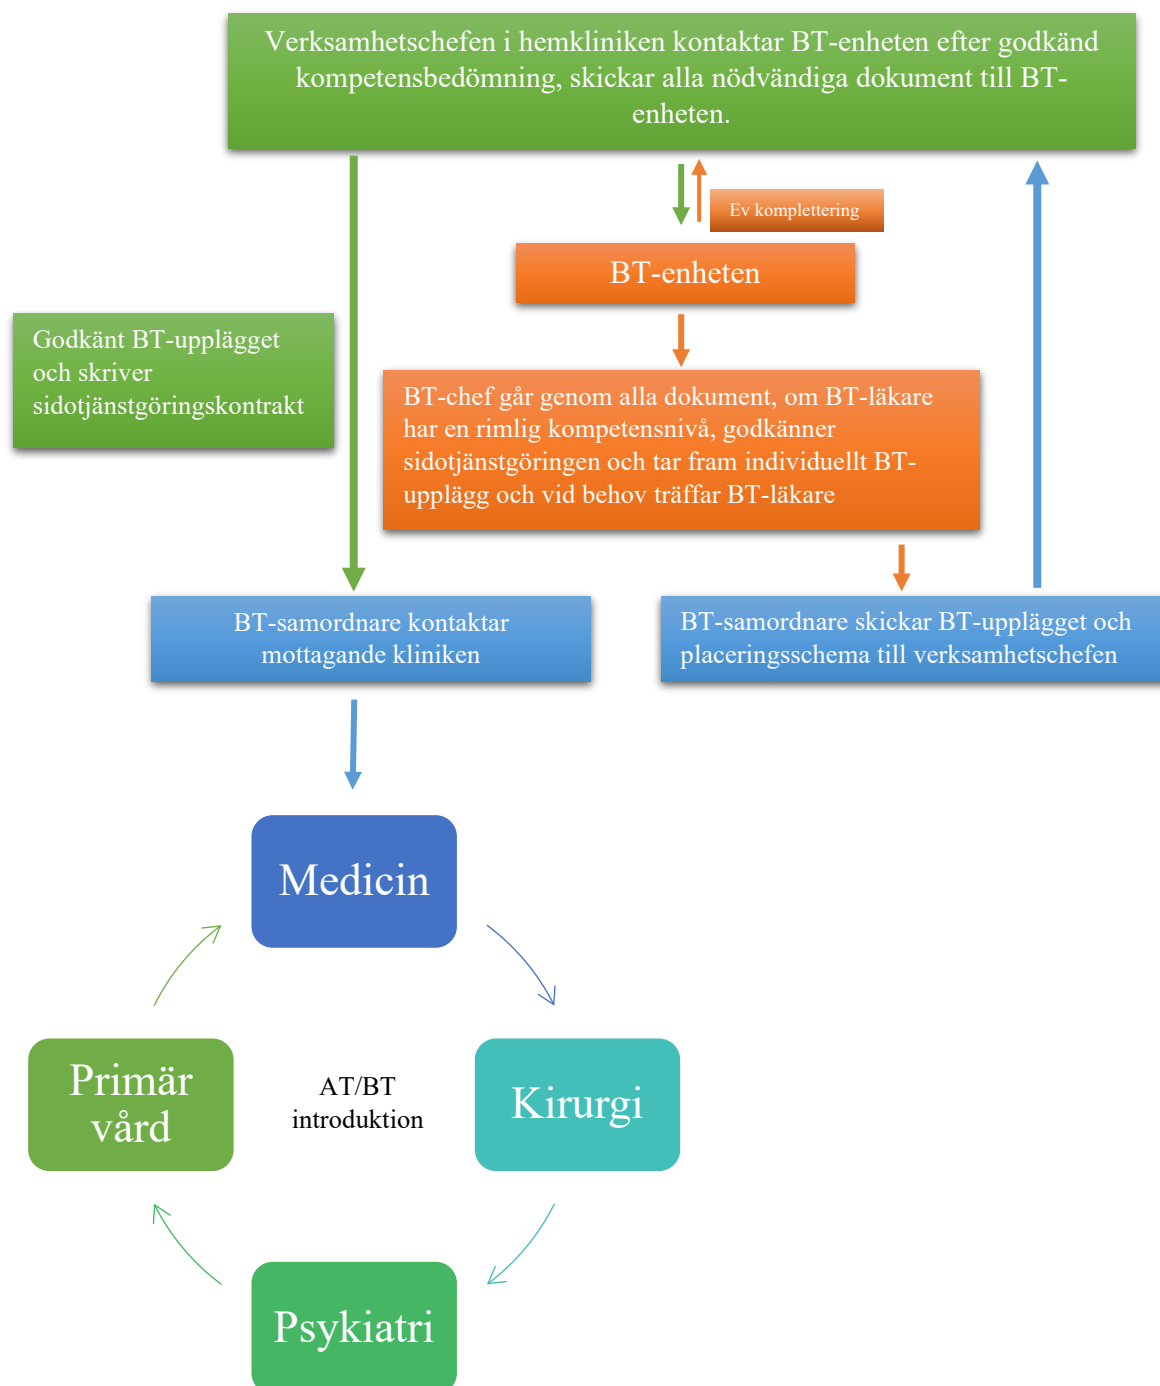 Verksamhetschefen i hemkliniken kontaktar BT-enheten efter godkänd
kompetensbedömning, skickar alla nödvändiga dokument till BT-
enheten.
Ev komplettering
BT-enheten
Godkänt BT-upplägget
och skriver
sidotjänstgöringskontrakt
BT-chef går genom alla dokument, om BT-läkare
har en rimlig kompetensnivå, godkänner
sidotjänstgöringen och tar fram individuellt BT-
upplägg och vid behov träffar BT-läkare
BT-samordnare kontaktar
mottagande kliniken
BT-samordnare skickar BT-upplägget och
placeringsschema till verksamhetschefen
Medicin
Primär
vård
AT/BT
introduktion
Kirurgi
Psykiatri